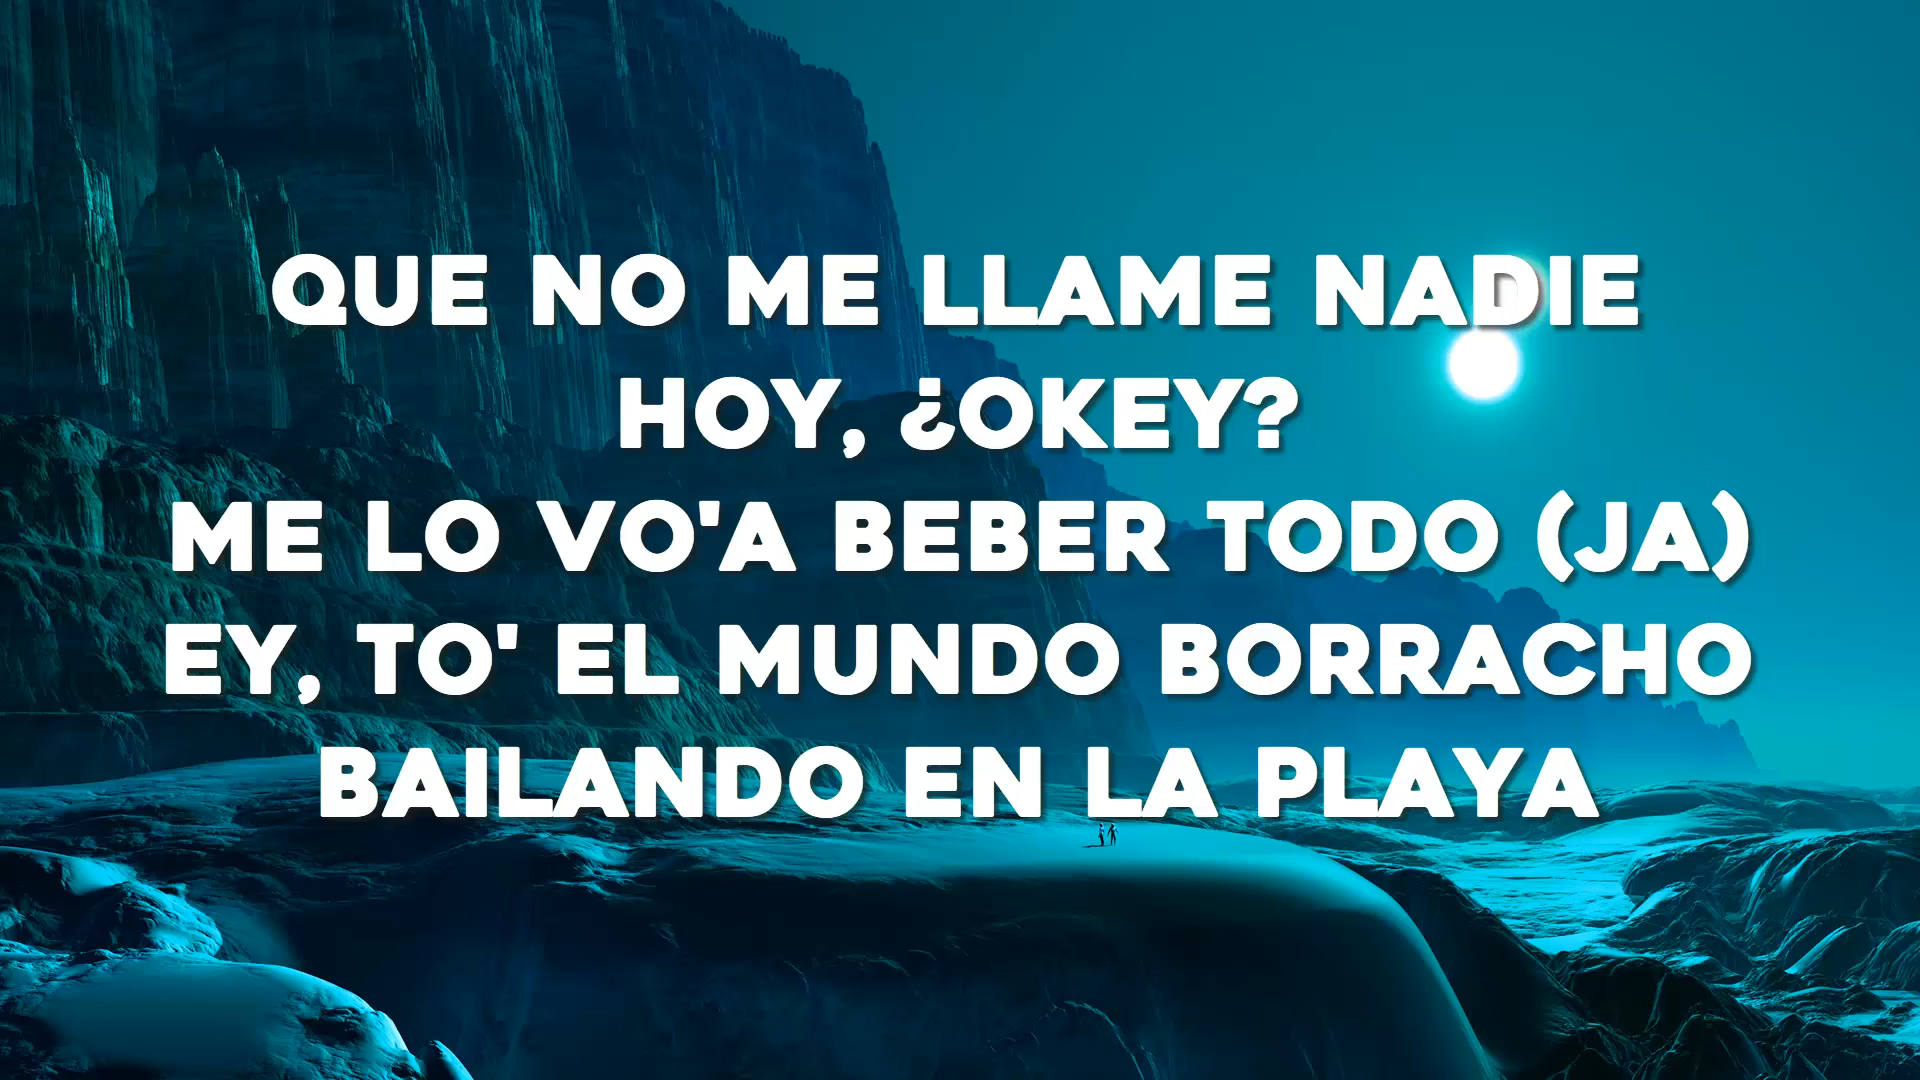 QUE NO ME LLAME NADIE
HOY, ¿OKEY?
ME LO VO'A BEBER TODO (JA)
EY, TO' EL MUNDO BORRACHO
BAILANDO EN LA PLAYA